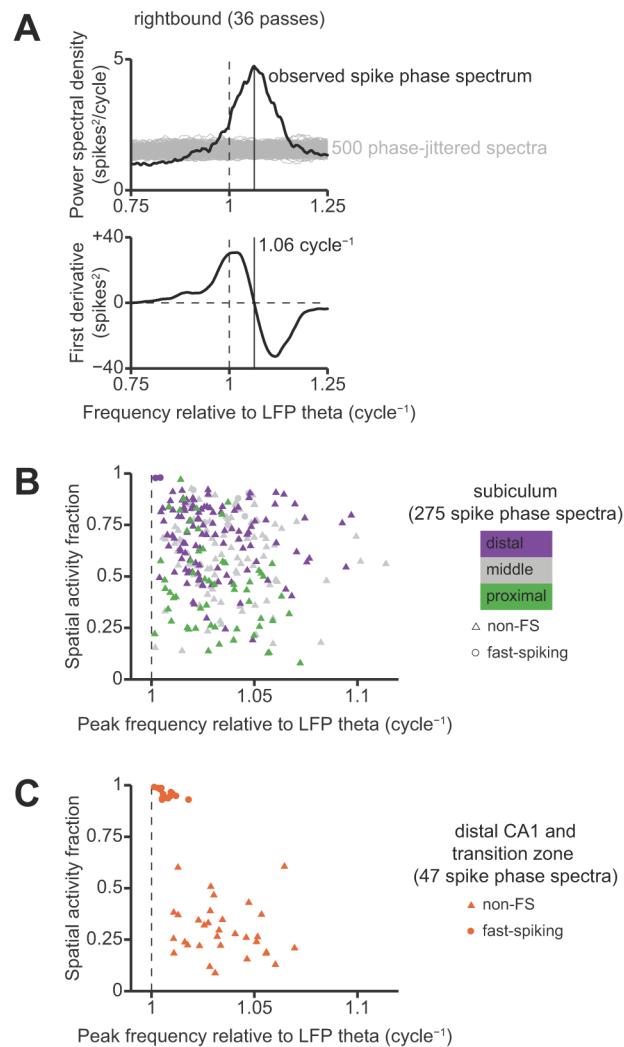 A
rightbound (36 passes)
Power spectral density
(spikes²/cycle)
5
0
observed spike phase spectrum
500 phase-jittered spectra
0.75
1
1.25
First derivative
(spikes²)
+40
0
−40
1.06 cycle⁻¹
0.75
1
1.25
Frequency relative to LFP theta (cycle⁻¹)
B
Spatial activity fraction
1
0.75
0.5
0.25
0
1
1.05
1.1
Peak frequency relative to LFP theta (cycle⁻¹)
subiculum
(275 spike phase spectra)
distal
middle
proximal
non-FS
fast-spiking
C
Spatial activity fraction
1
0.75
0.5
0.25
0
1
1.05
1.1
Peak frequency relative to LFP theta (cycle⁻¹)
distal CA1 and
transition zone
(47 spike phase spectra)
non-FS
fast-spiking